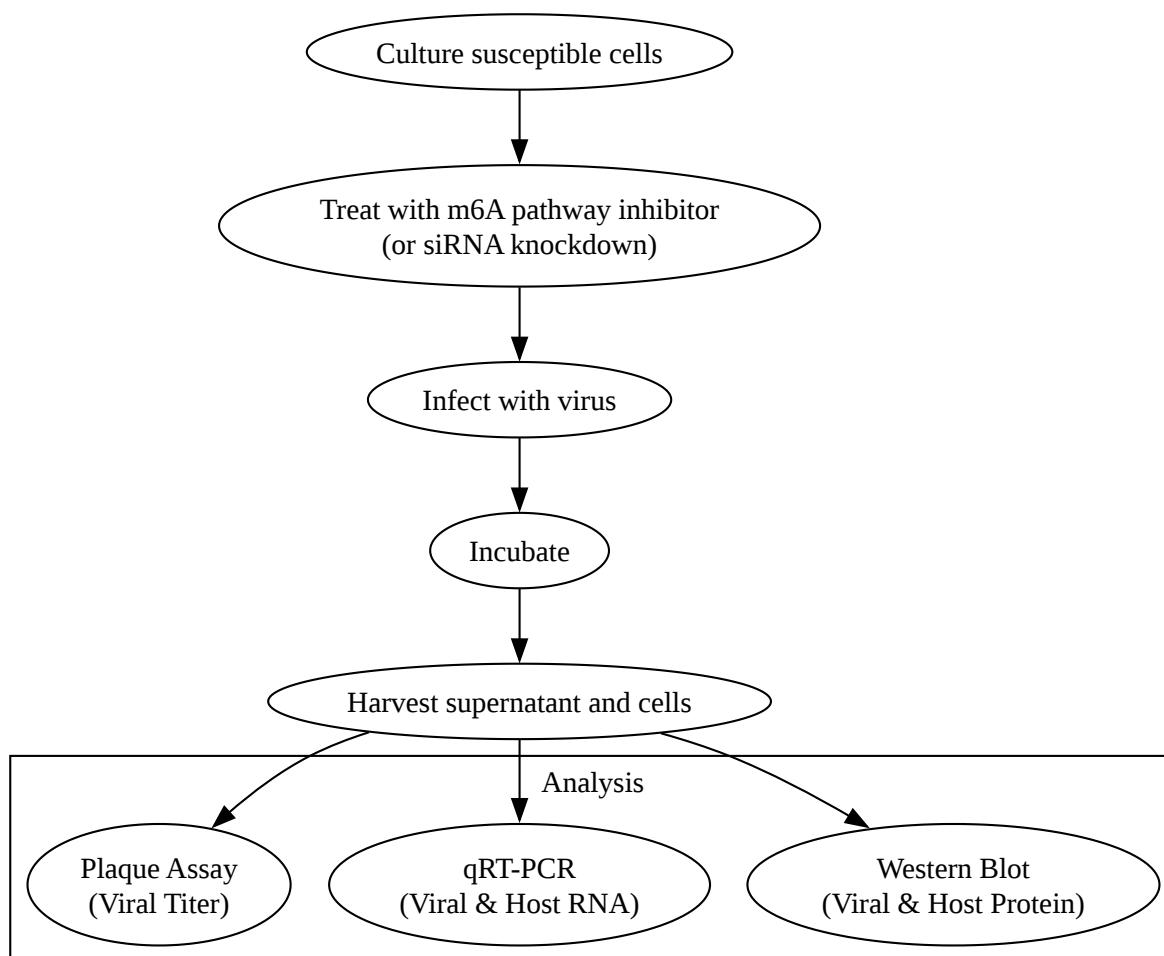 Culture susceptible cells
Treat with m6A pathway inhibitor
(or siRNA knockdown)
Infect with virus
Incubate
Harvest supernatant and cells
Analysis
Plaque Assay
(Viral Titer)
qRT-PCR
(Viral & Host RNA)
Western Blot
(Viral & Host Protein)